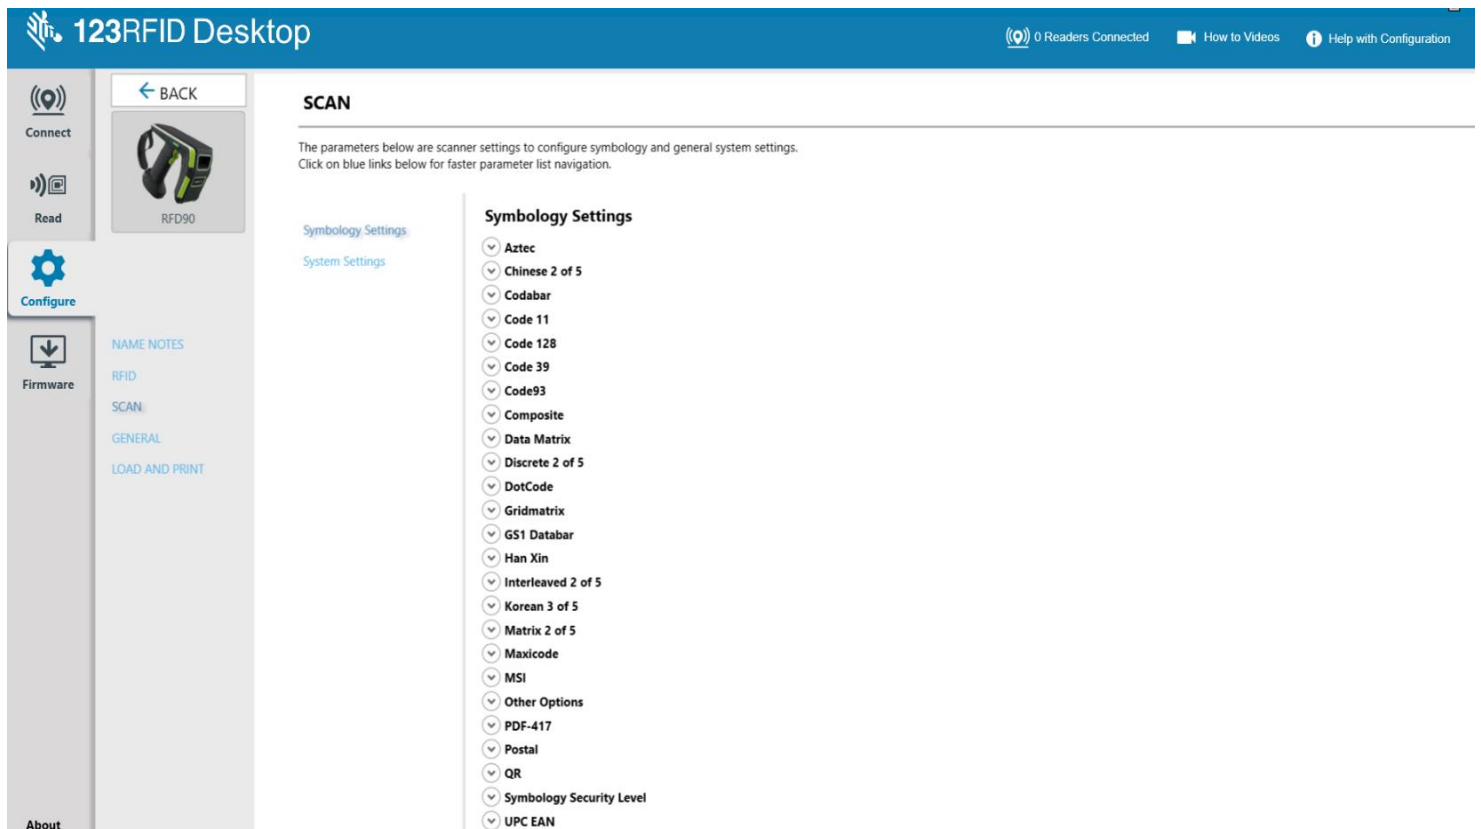 123RFID Desktop
0 Readers Connected
How to Videos
Help with Configuration
Connect
Read
Configure
Firmware
About
BACK
RFD90
NAME NOTES
RFID
SCAN
GENERAL
LOAD AND PRINT
SCAN
The parameters below are scanner settings to configure symbology and general system settings.
Click on blue links below for faster parameter list navigation.
Symbology Settings
System Settings
Symbology Settings
Aztec
Chinese 2 of 5
Codabar
Code 11
Code 128
Code 39
Code93
Composite
Data Matrix
Discrete 2 of 5
DotCode
Gridmatrix
GS1 Databar
Han Xin
Interleaved 2 of 5
Korean 3 of 5
Matrix 2 of 5
Maxicode
MSI
Other Options
PDF-417
Postal
QR
Symbology Security Level
UPC EAN